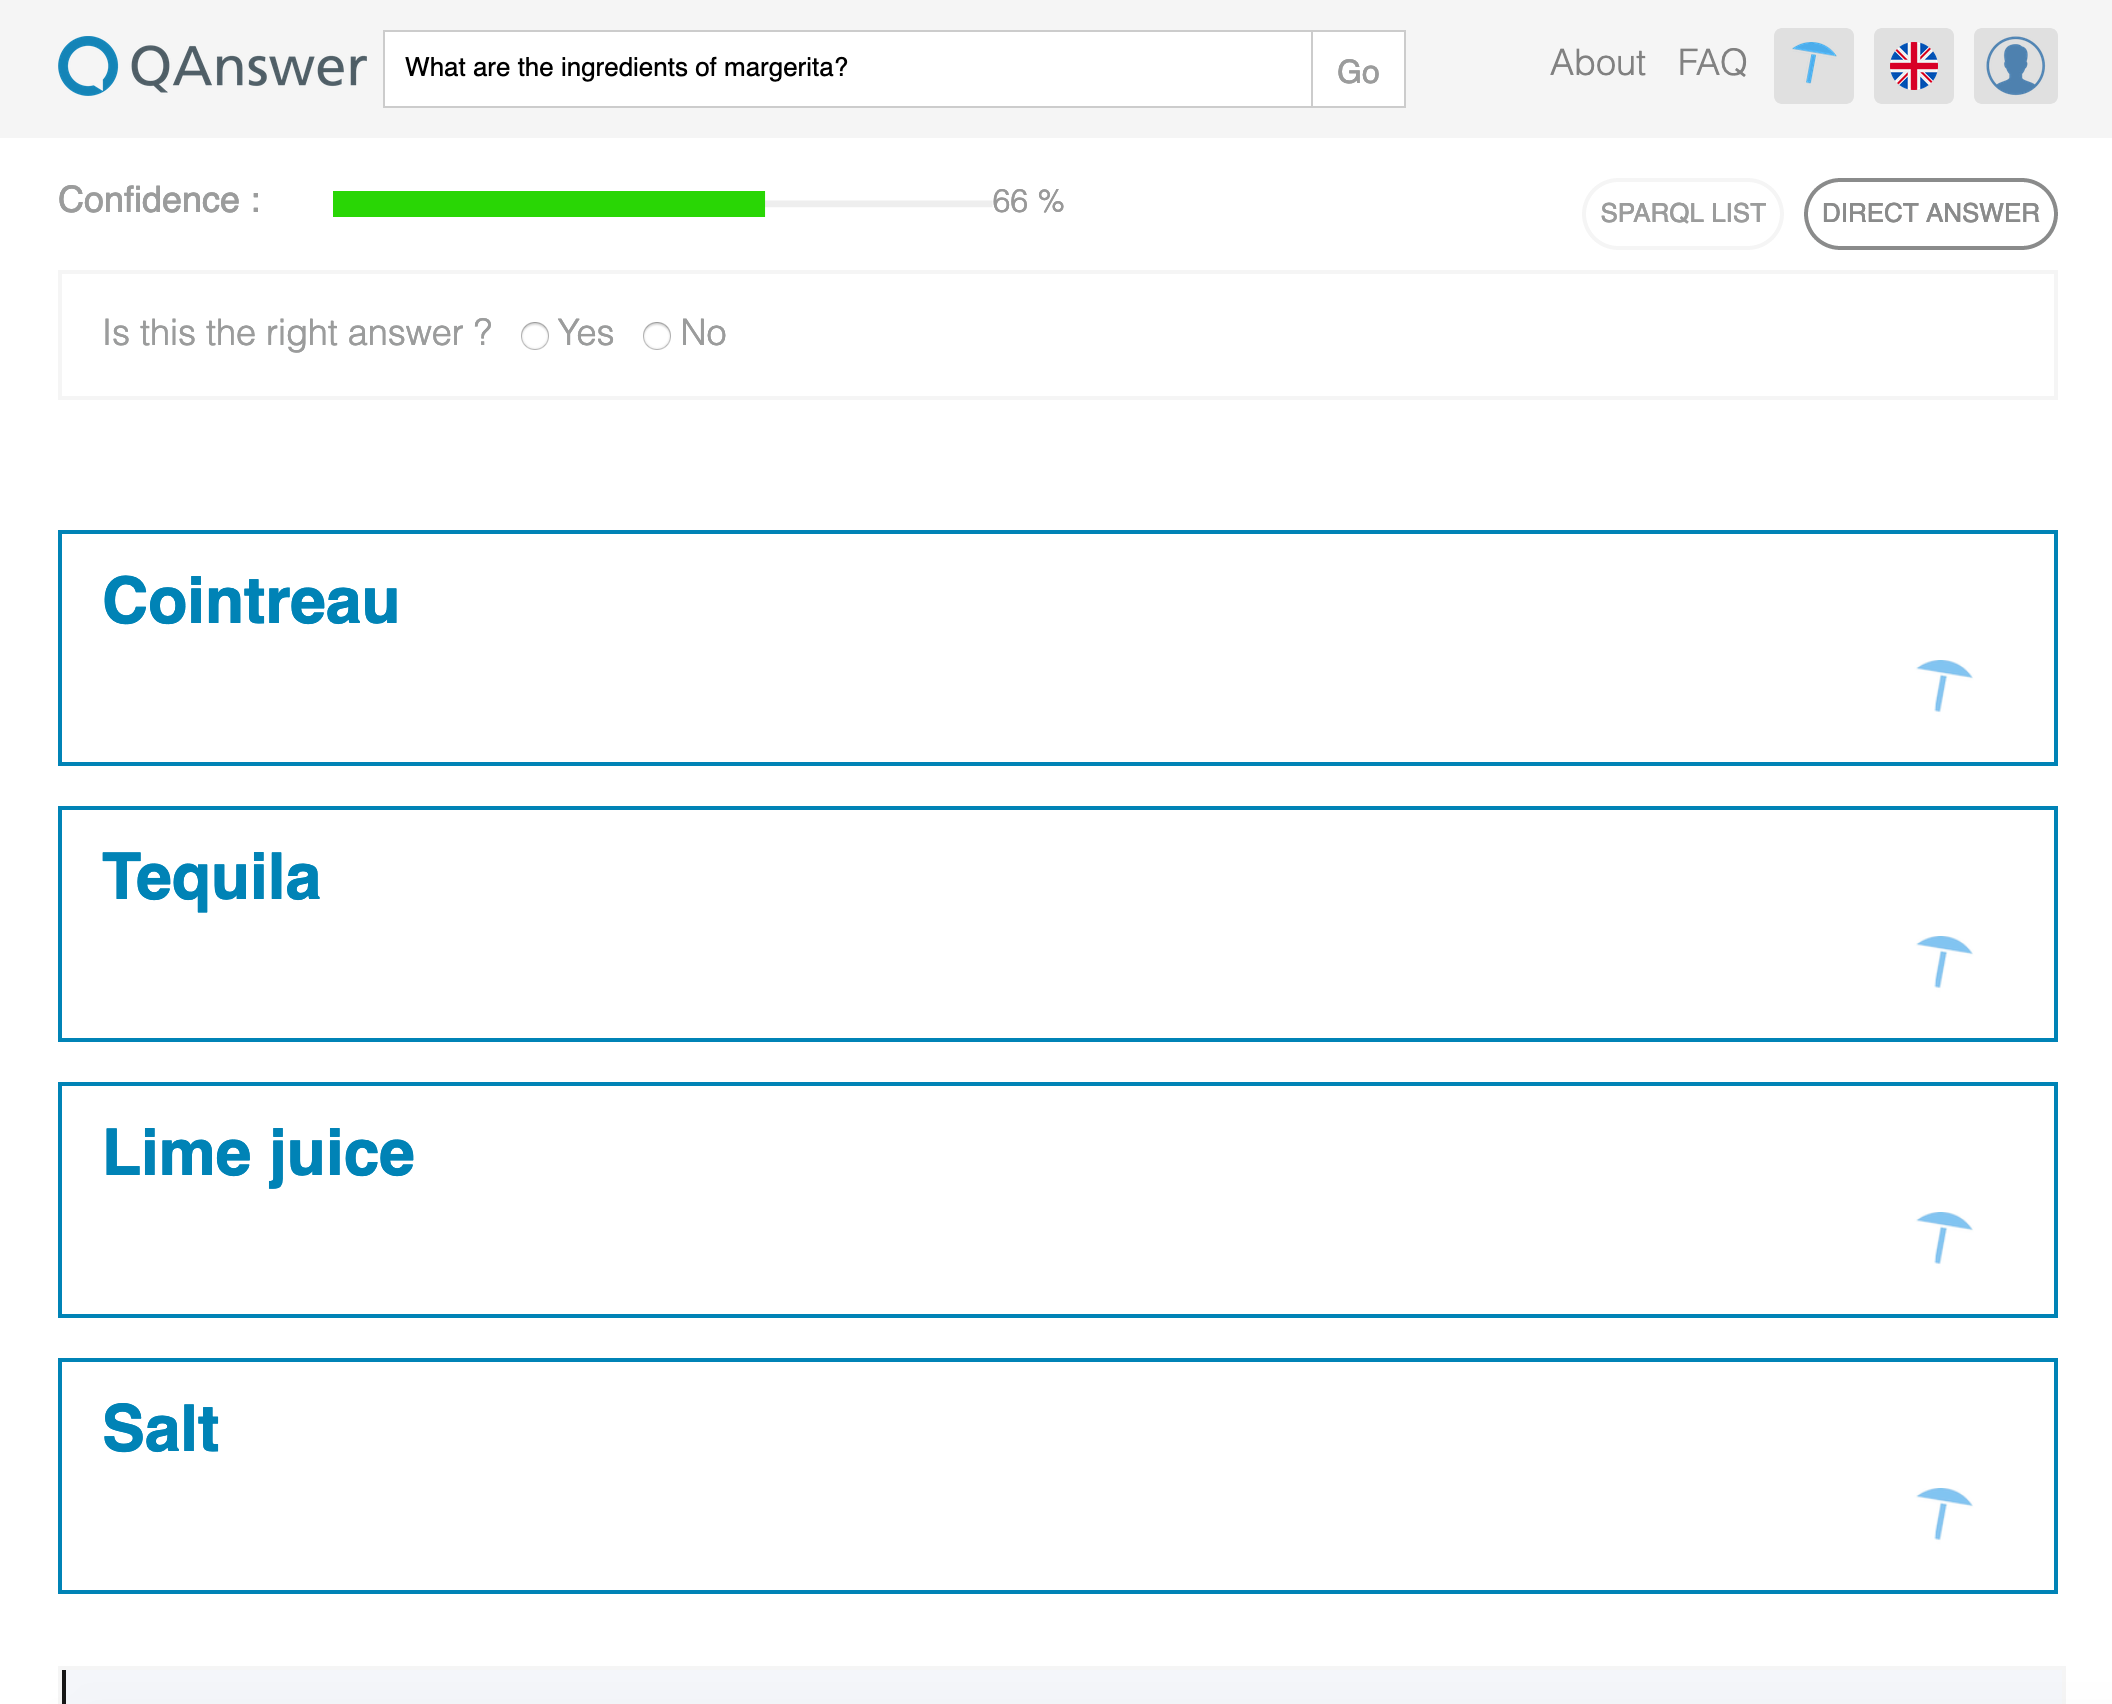 QAnswer
What are the ingredients of margerita?
Go
About
FAQ
Confidence :
66 %
SPARQL LIST
DIRECT ANSWER
Is this the right answer ? Yes No
Cointreau
Tequila
Lime juice
Salt